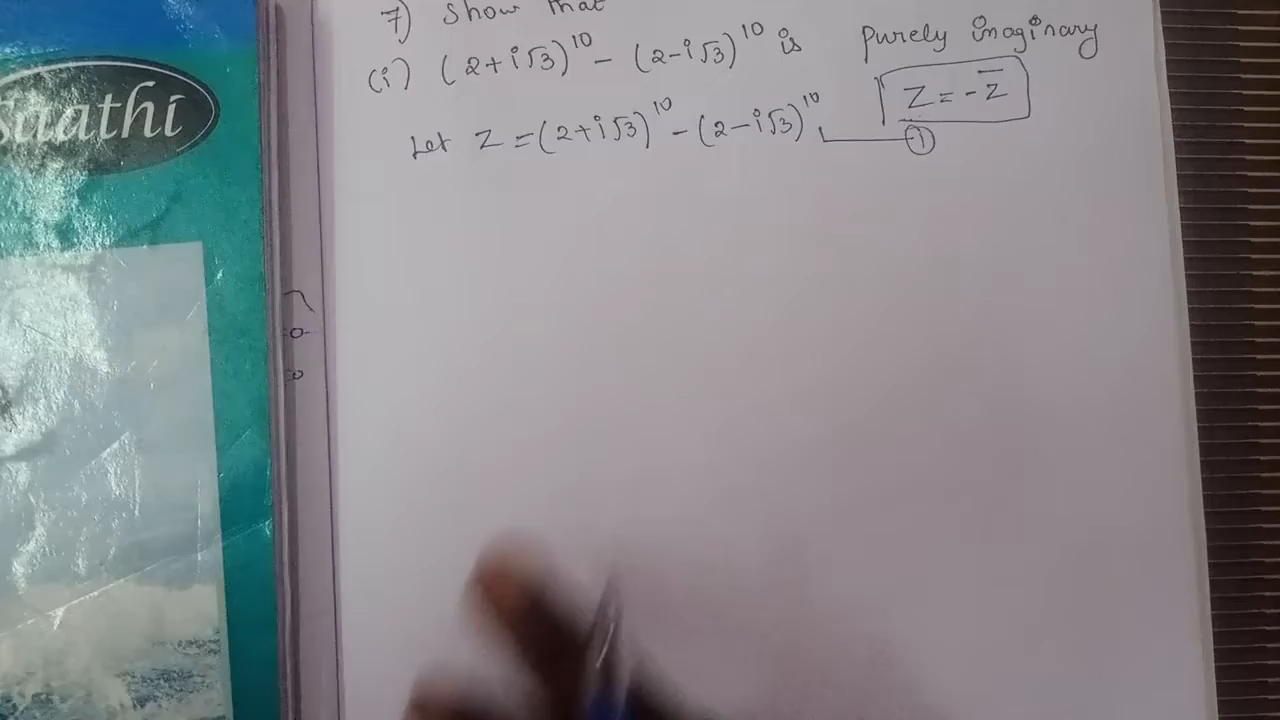 Saathi
7) Show that
(i) (2+i√3)^10 - (2-i√3)^10 is purely imaginary
Z = -Z̅
Let Z = (2+i√3)^10 - (2-i√3)^10 ①